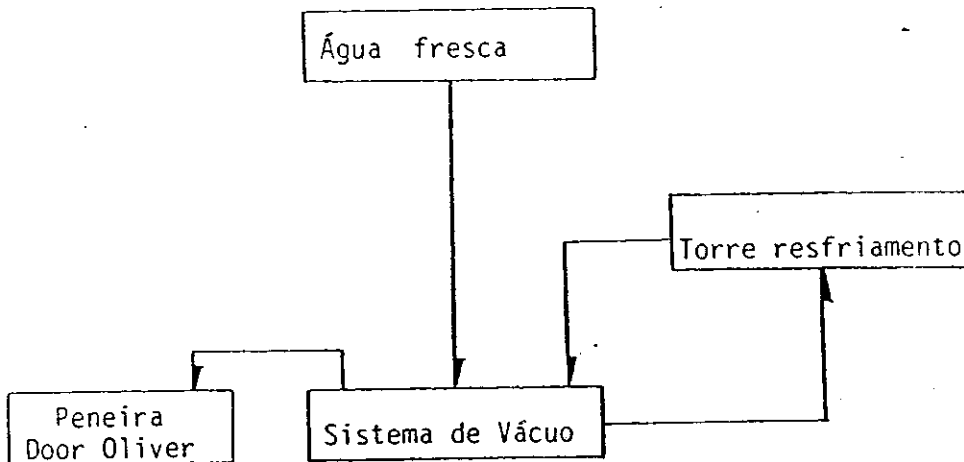 Água fresca
Torre resfriamento
Peneira
Door Oliver
Sistema de Vácuo